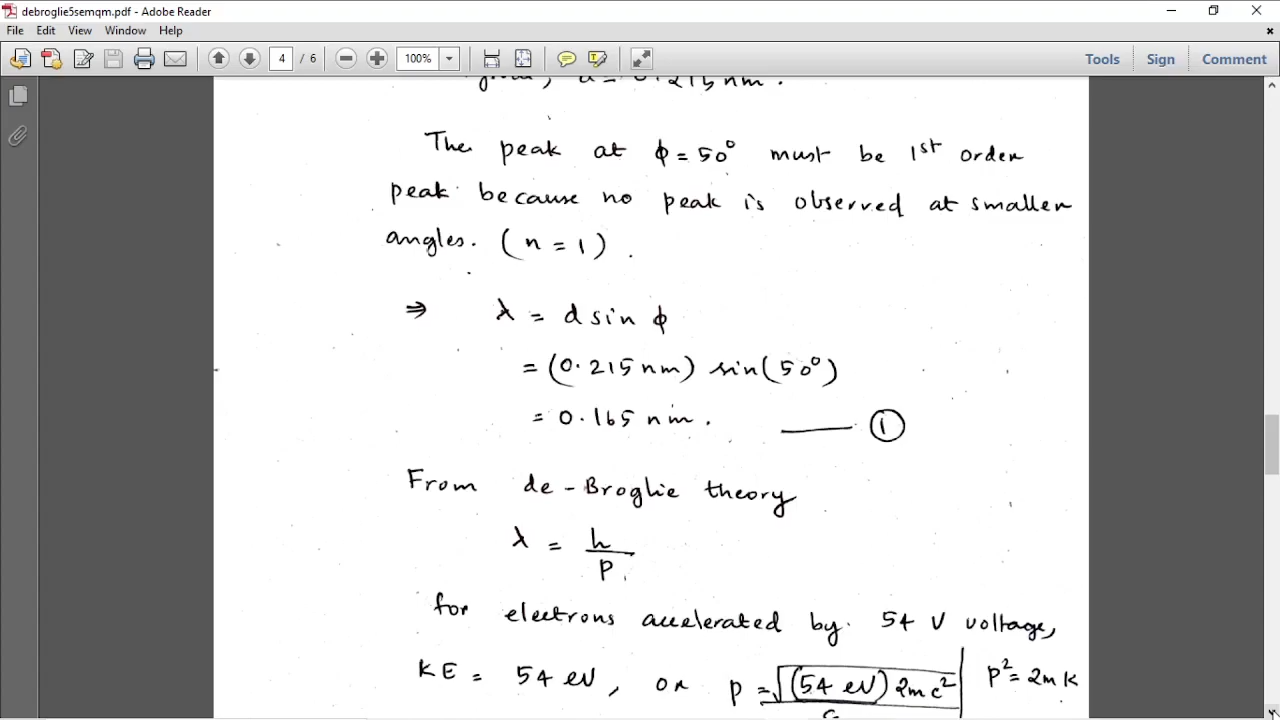 debroglie5semqm.pdf - Adobe Reader
File Edit View Window Help
4 / 6 100% Tools Sign Comment
The peak at ϕ = 50° must be 1st order
peak because no peak is observed at smaller
angles. (n = 1).
⇒ λ = d sin ϕ
= (0.215 nm) sin(50°)
= 0.165 nm. —— ①
From de-Broglie theory
λ = h/p
for electrons accelerated by 54 V voltage,
KE = 54 eV, or p = √(54 eV) 2mc² | p² = 2mK